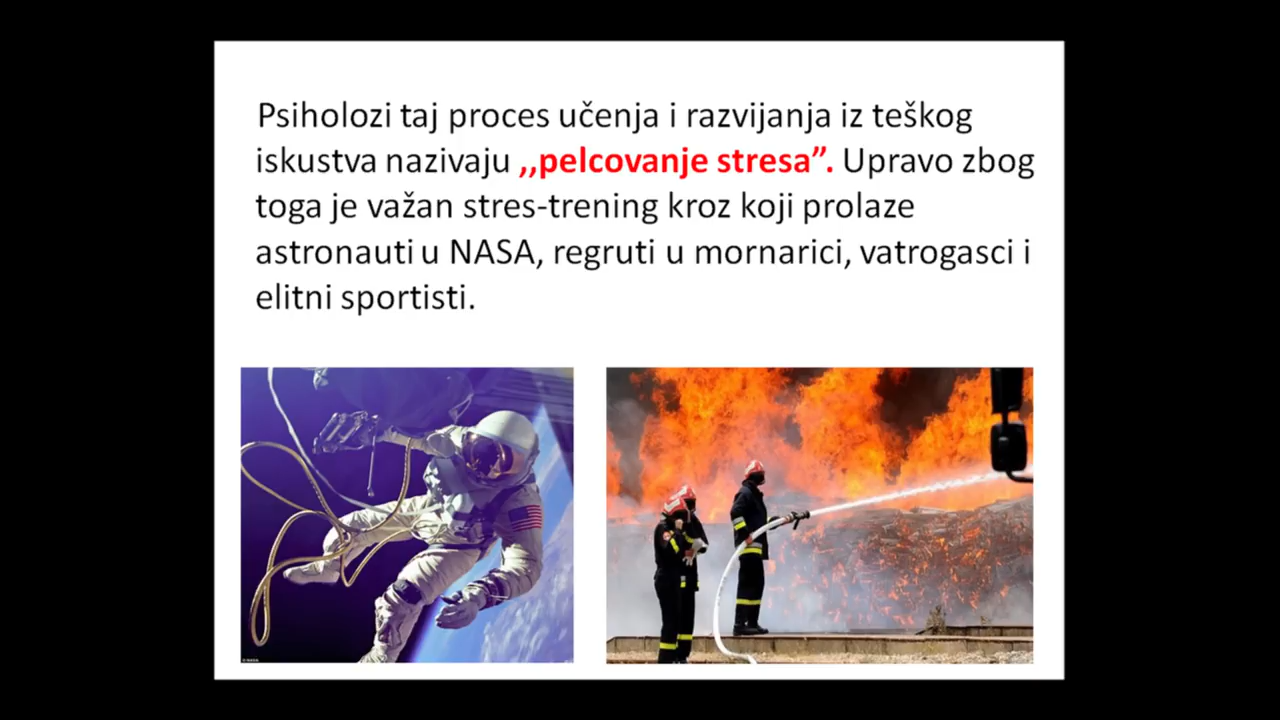 Psiholozi taj proces učenja i razvijanja iz teškog
iskustva nazivaju ,,pelcovanje stresa”. Upravo zbog
toga je važan stres-trening kroz koji prolaze
astronauti u NASA, regruti u mornarici, vatrogasci i
elitni sportisti.